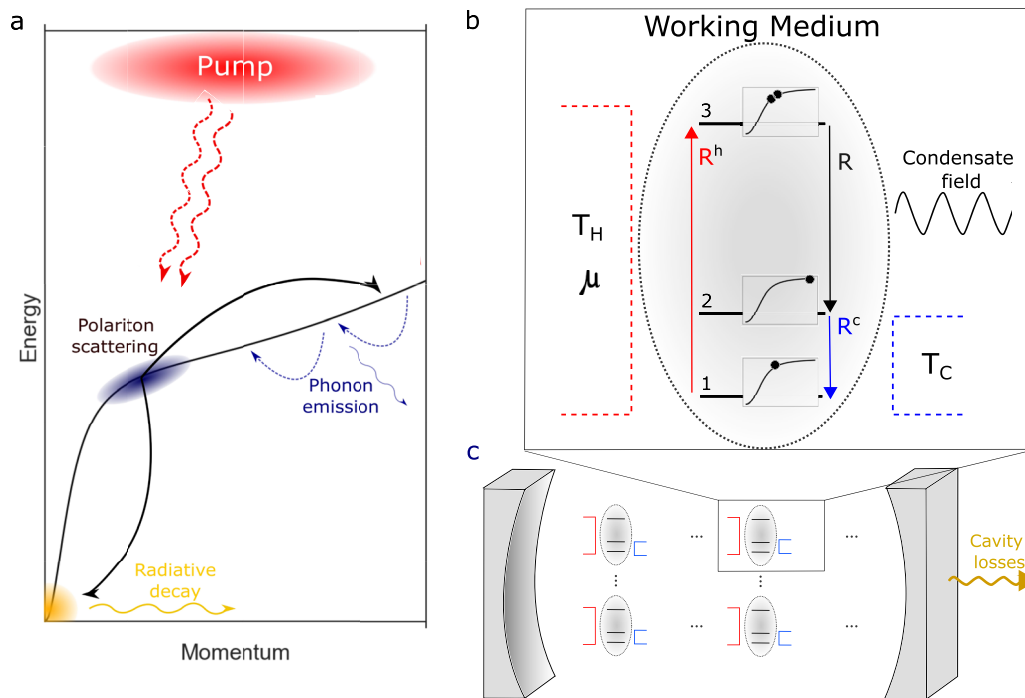 a
Pump
Energy
Polariton
scattering
Phonon
emission
Radiative
decay
Momentum
b
Working Medium
3
R^h
R
Condensate
field
T_H
μ
2
R^c
T_C
1
c
...
...
...
...
...
...
Cavity
losses